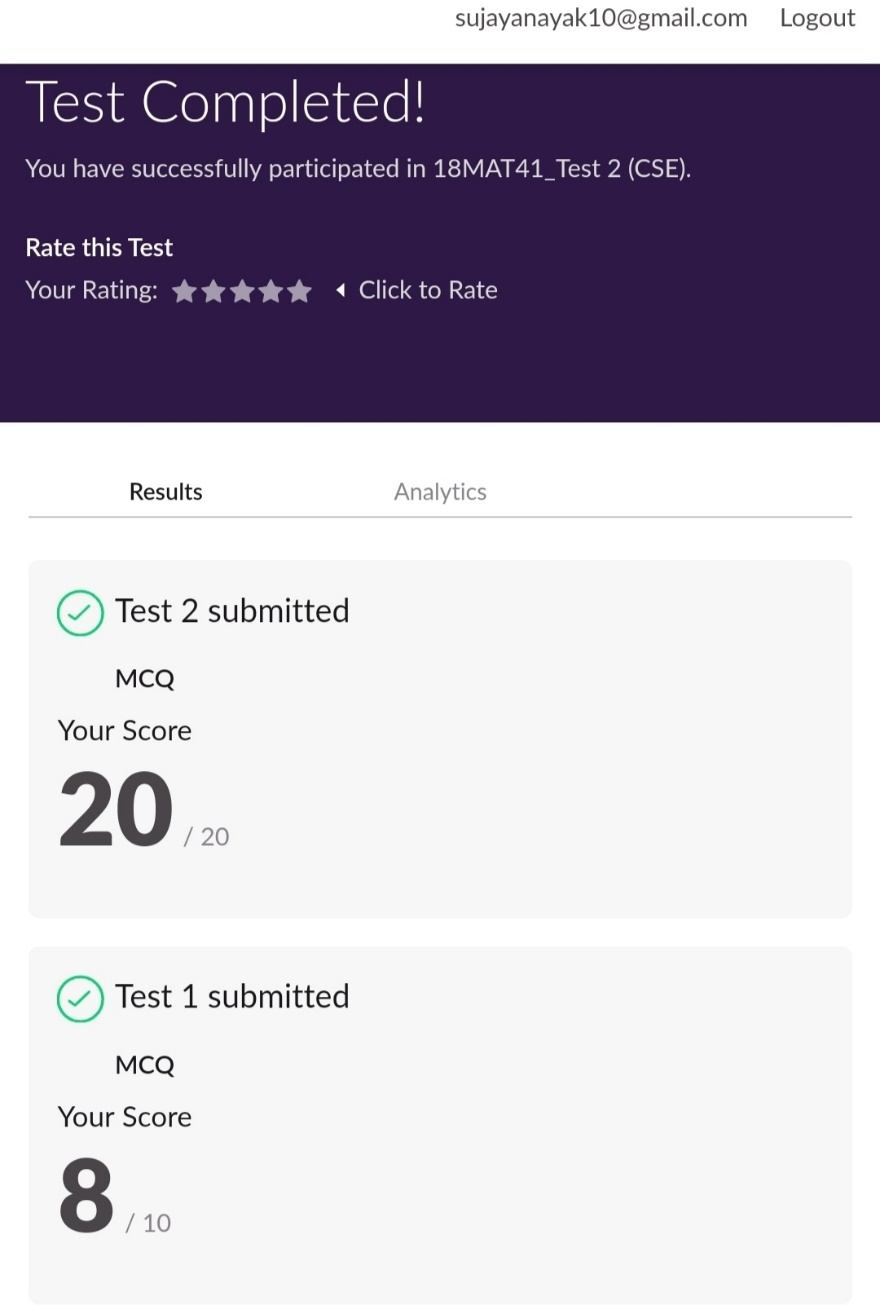 sujayanayak10@gmail.com Logout
Test Completed!
You have successfully participated in 18MAT41_Test 2 (CSE).
Rate this Test
Your Rating: Click to Rate
Results Analytics
Test 2 submitted
MCQ
Your Score
20 / 20
Test 1 submitted
MCQ
Your Score
8 / 10